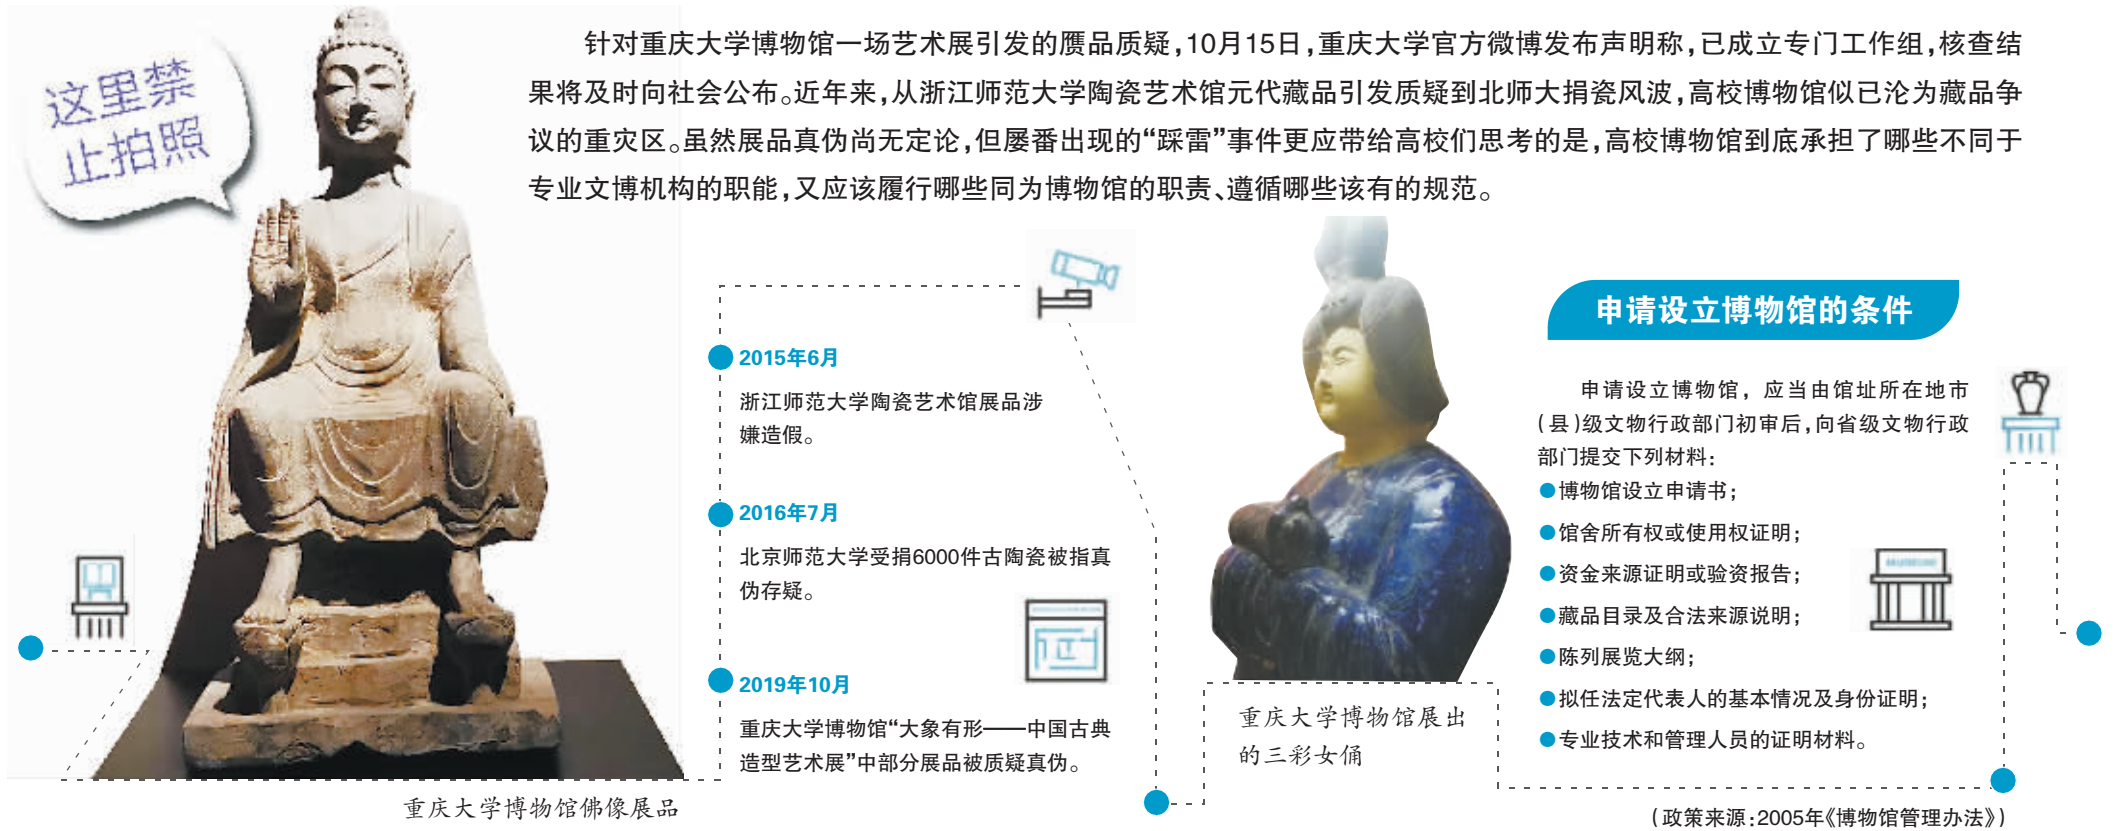 这里禁
止拍照
针对重庆大学博物馆一场艺术展引发的赝品质疑，10月15日，重庆大学官方微博发布声明称，已成立专门工作组，核查结
果将及时向社会公布。近年来，从浙江师范大学陶瓷艺术馆元代藏品引发质疑到北师大捐瓷风波，高校博物馆似已沦为藏品争
议的重灾区。虽然展品真伪尚无定论，但屡番出现的“踩雷”事件更应带给高校们思考的是，高校博物馆到底承担了哪些不同于
专业文博机构的职能，又应该履行哪些同为博物馆的职责、遵循哪些该有的规范。
2015年6月
浙江师范大学陶瓷艺术馆展品涉
嫌造假。
2016年7月
北京师范大学受捐6000件古陶瓷被指真
伪存疑。
2019年10月
重庆大学博物馆“大象有形——中国古典
造型艺术展”中部分展品被质疑真伪。
重庆大学博物馆佛像展品
重庆大学博物馆展出
的三彩女俑
申请设立博物馆的条件
申请设立博物馆，应当由馆址所在地市
(县)级文物行政部门初审后，向省级文物行政
部门提交下列材料：
●博物馆设立申请书；
●馆舍所有权或使用权证明；
●资金来源证明或验资报告；
●藏品目录及合法来源说明；
●陈列展览大纲；
●拟任法定代表人的基本情况及身份证明；
●专业技术和管理人员的证明材料。
(政策来源：2005年《博物馆管理办法》)